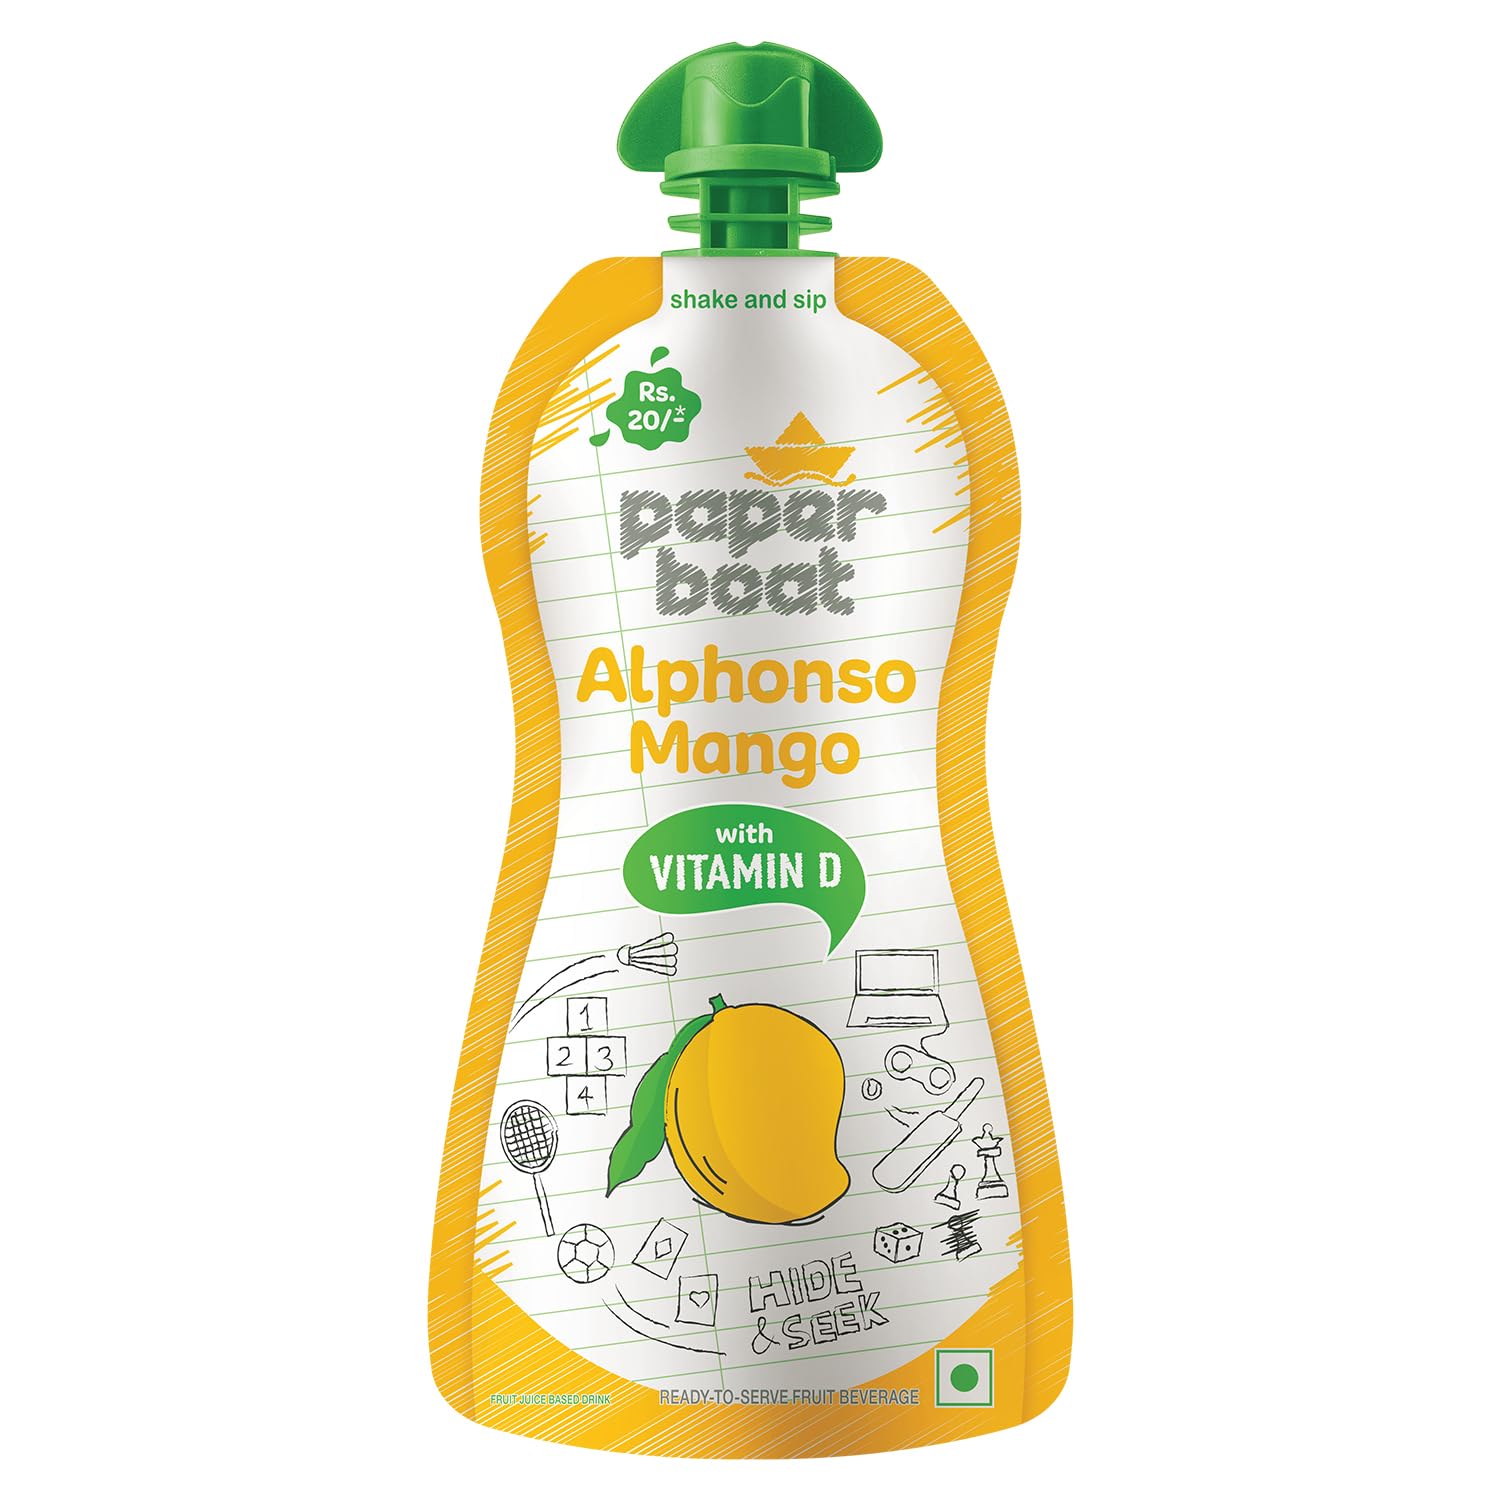 shake and sip
Rs.
20/-*
paper
boat
Alphonso
Mango
with
VITAMIN D
1
2 3
4
HIDE
& SEEK
FRUIT JUICE BASED DRINK
READY-TO-SERVE FRUIT BEVERAGE